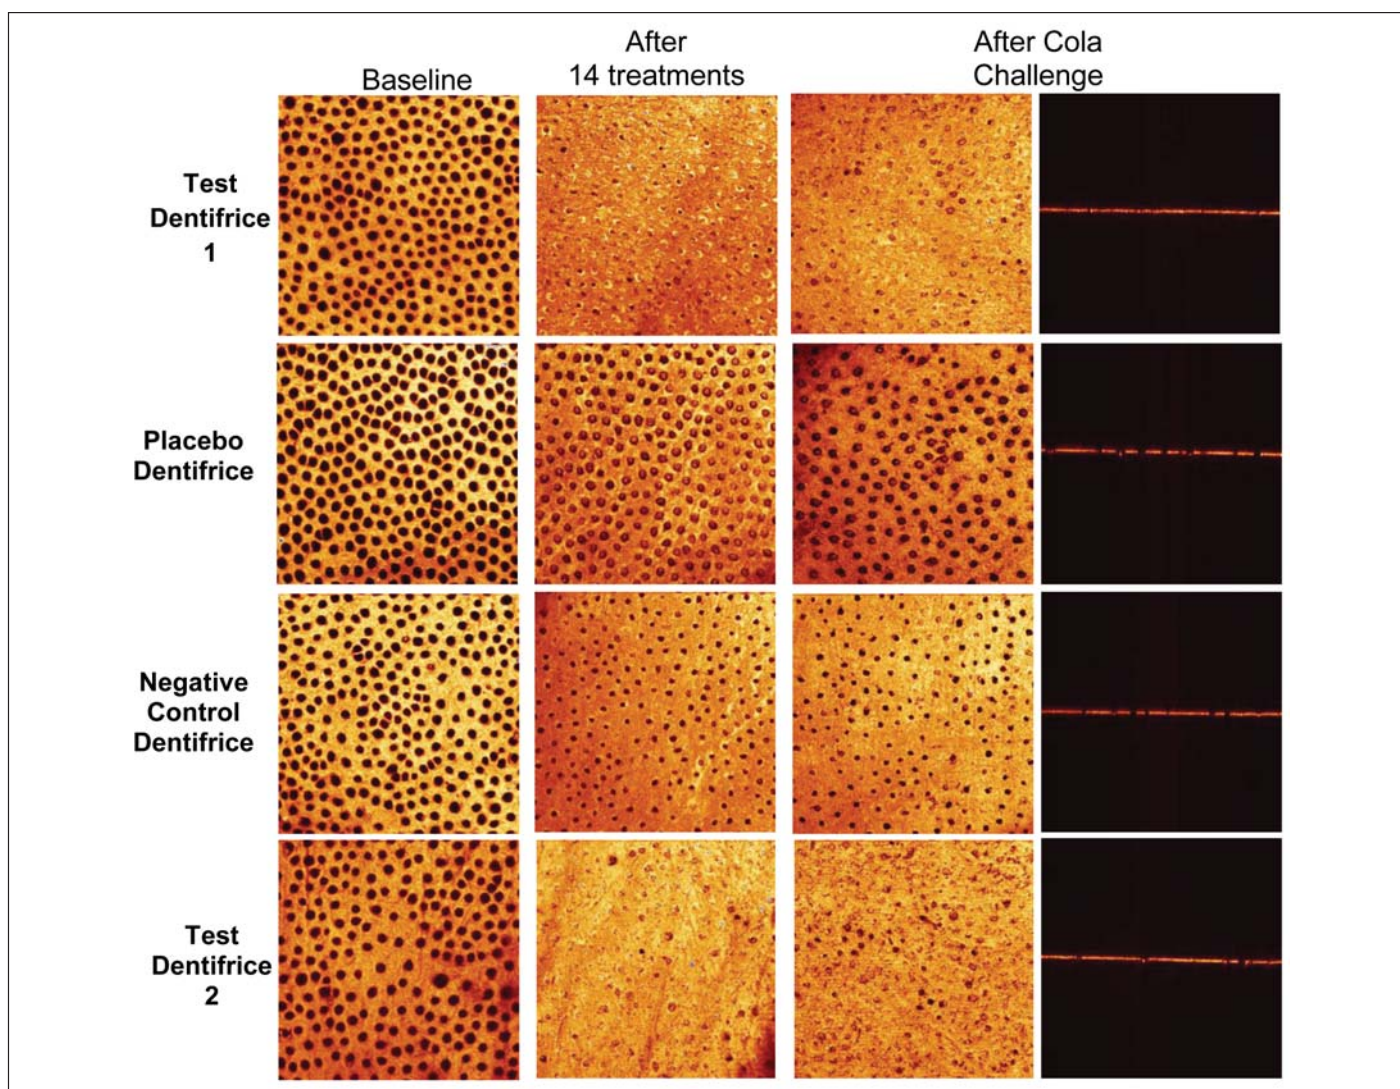 Baseline
After
14 treatments
After Cola
Challenge
Test
Dentifrice
1
Placebo
Dentifrice
Negative
Control
Dentifrice
Test
Dentifrice
2